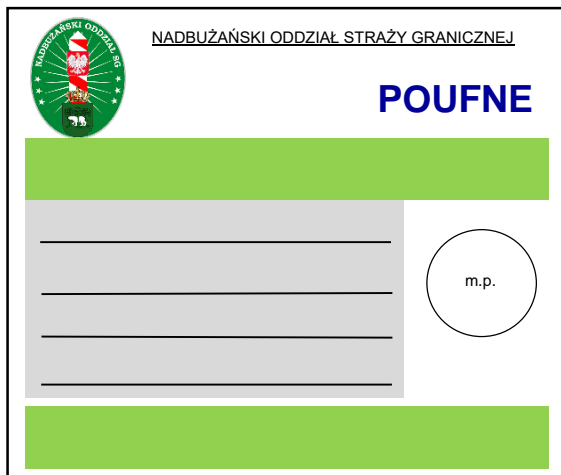 NADBUŻAŃSKI ODDZIAŁ SG
NADBUŻAŃSKI ODDZIAŁ STRAŻY GRANICZNEJ
POUFNE
m.p.